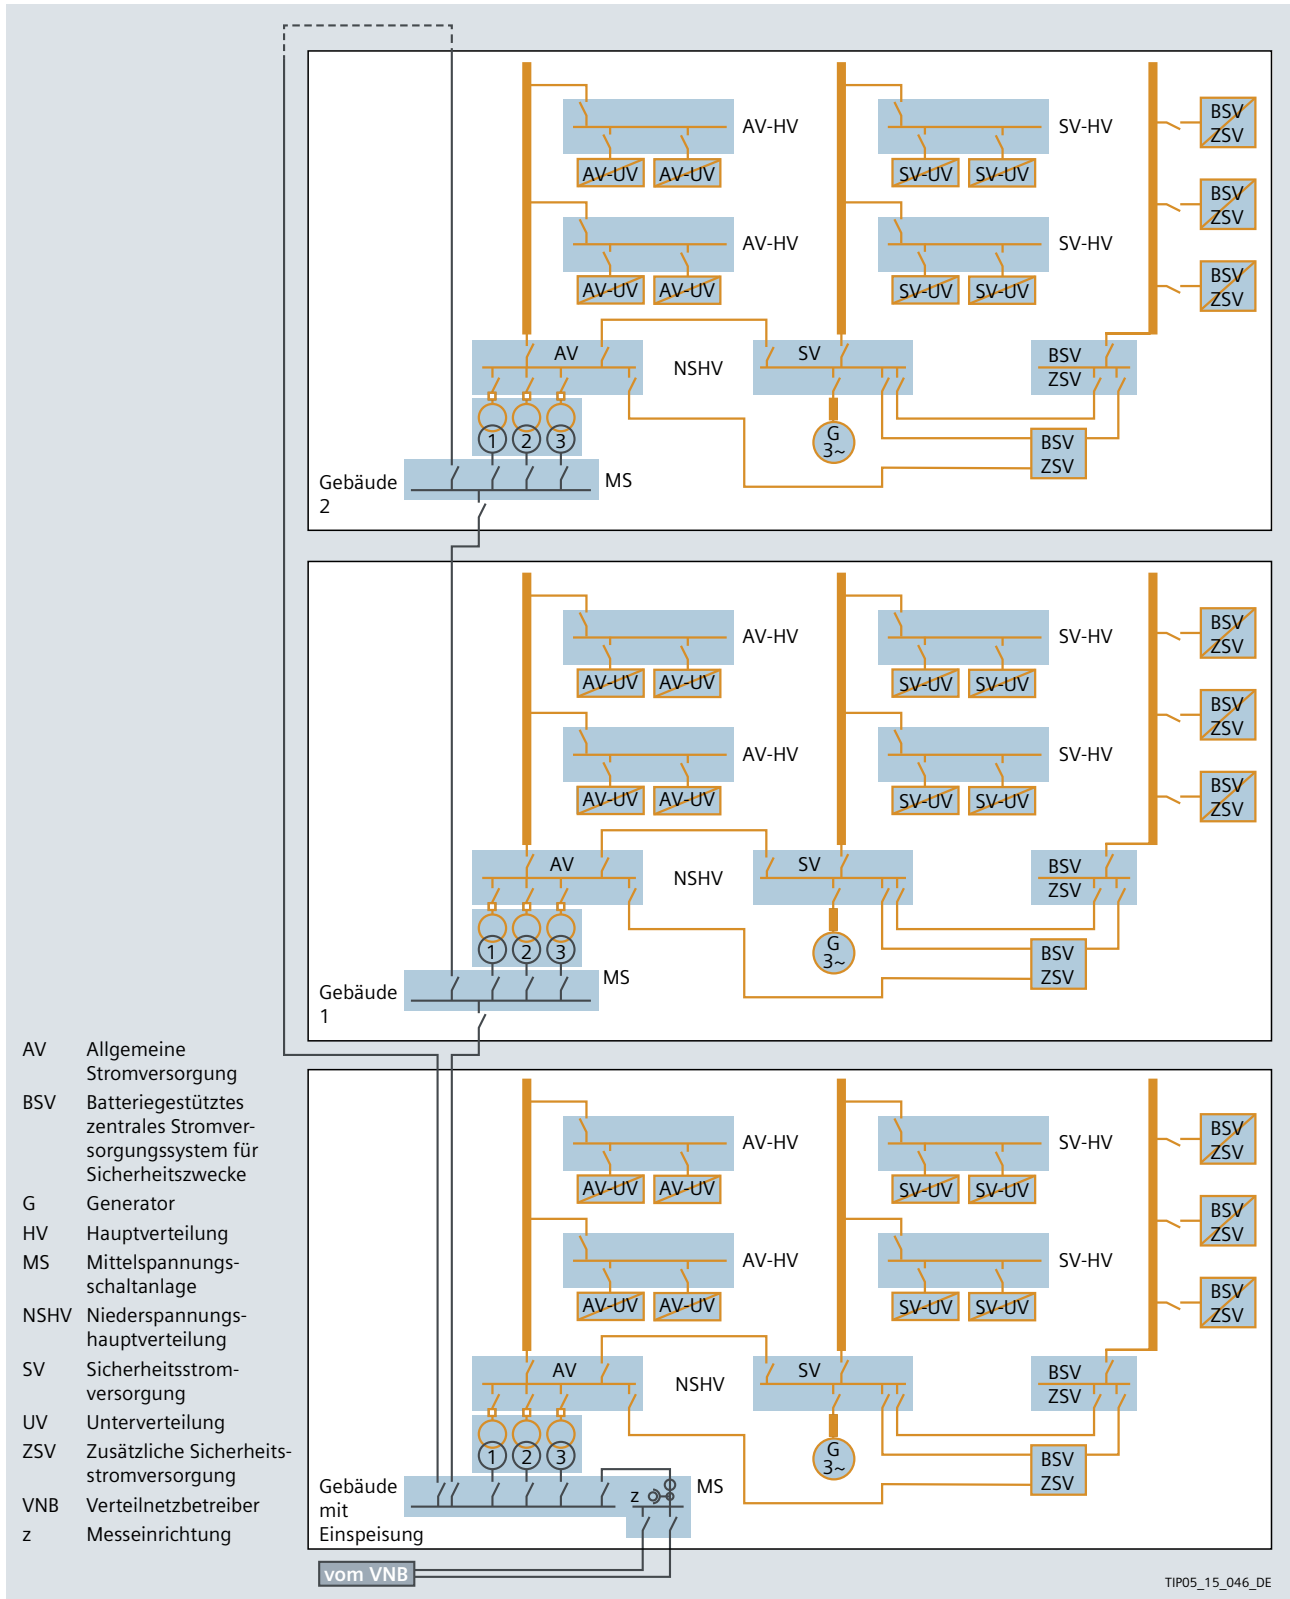 BSV
ZSV
AV-HV
SV-HV
AV-UV AV-UV
SV-UV SV-UV
BSV
ZSV
AV-HV
SV-HV
AV-UV AV-UV
SV-UV SV-UV
BSV
ZSV
AV
NSHV
SV
BSV
ZSV
1 2 3
G
3~
BSV
ZSV
Gebäude
2
MS
BSV
ZSV
AV-HV
SV-HV
AV-UV AV-UV
SV-UV SV-UV
BSV
ZSV
AV-HV
SV-HV
AV-UV AV-UV
SV-UV SV-UV
BSV
ZSV
AV
NSHV
SV
BSV
ZSV
1 2 3
G
3~
BSV
ZSV
Gebäude
1
MS
BSV
ZSV
AV-HV
SV-HV
AV-UV AV-UV
SV-UV SV-UV
BSV
ZSV
AV-HV
SV-HV
AV-UV AV-UV
SV-UV SV-UV
BSV
ZSV
AV
NSHV
SV
BSV
ZSV
1 2 3
G
3~
BSV
ZSV
Gebäude
mit
Einspeisung
z
MS
vom VNB
AV Allgemeine
Stromversorgung
BSV Batteriegestütztes
zentrales Stromver-
sorgungssystem für
Sicherheitszwecke
G Generator
HV Hauptverteilung
MS Mittelspannungs-
schaltanlage
NSHV Niederspannungs-
hauptverteilung
SV Sicherheitsstrom-
versorgung
UV Unterverteilung
ZSV Zusätzliche Sicherheits-
stromversorgung
VNB Verteilnetzbetreiber
z Messeinrichtung
TIP05_15_046_DE